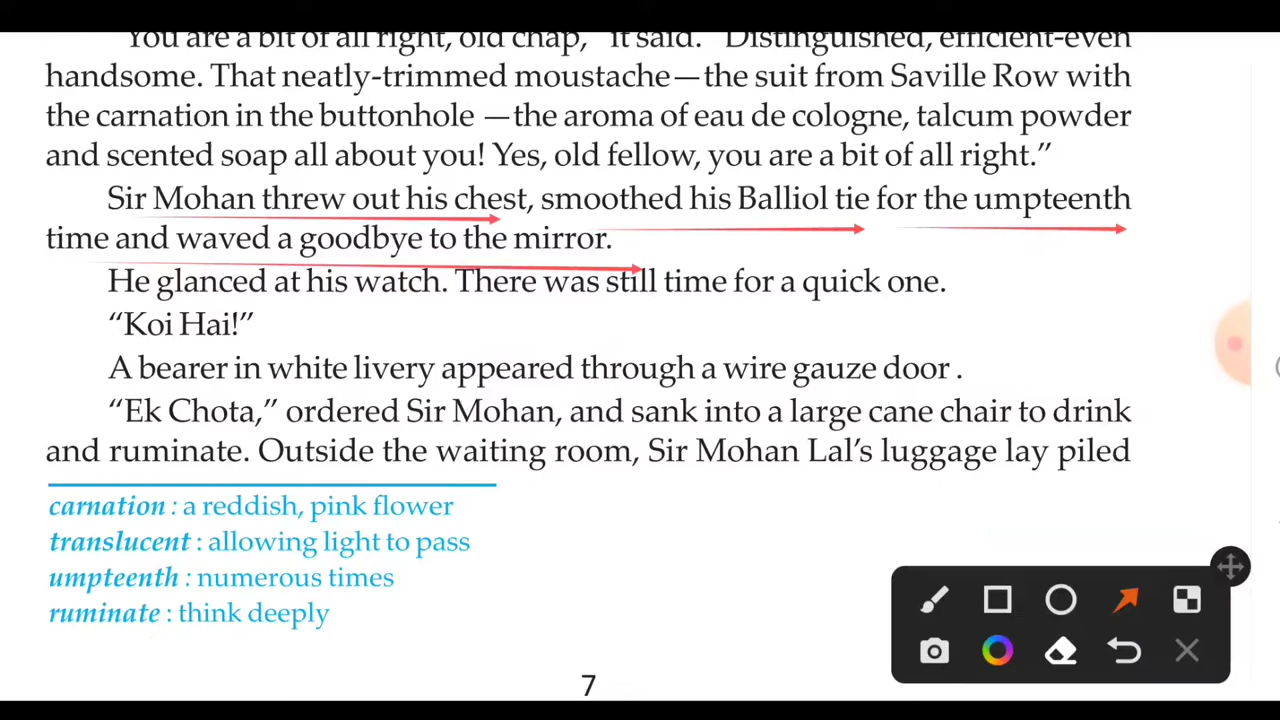 "You are a bit of all right, old chap," it said. "Distinguished, efficient-even
handsome. That neatly-trimmed moustache—the suit from Saville Row with
the carnation in the buttonhole —the aroma of eau de cologne, talcum powder
and scented soap all about you! Yes, old fellow, you are a bit of all right.”
Sir Mohan threw out his chest, smoothed his Balliol tie for the umpteenth
time and waved a goodbye to the mirror.
He glanced at his watch. There was still time for a quick one.
“Koi Hai!”
A bearer in white livery appeared through a wire gauze door .
“Ek Chota,” ordered Sir Mohan, and sank into a large cane chair to drink
and ruminate. Outside the waiting room, Sir Mohan Lal’s luggage lay piled
carnation : a reddish, pink flower
translucent : allowing light to pass
umpteenth : numerous times
ruminate : think deeply
7